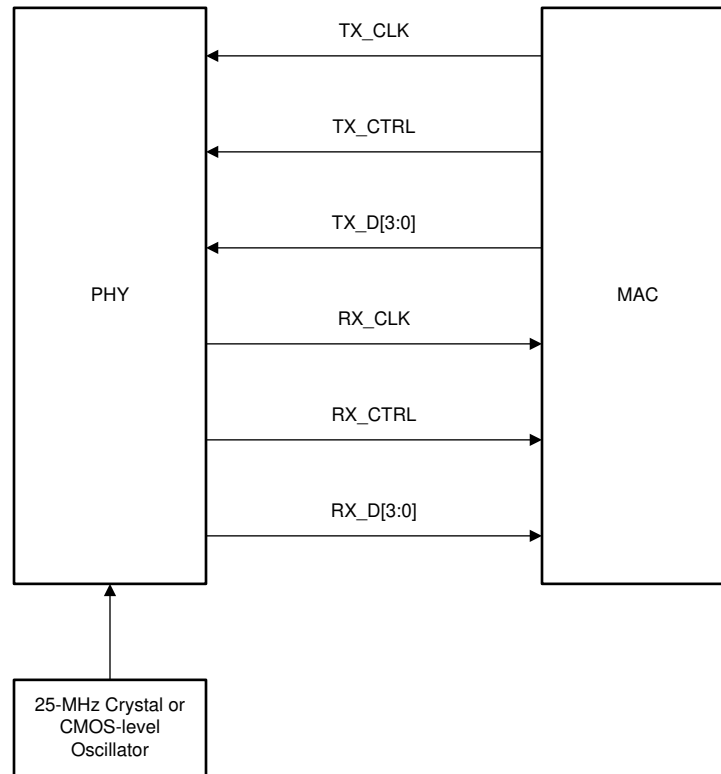 TX_CLK
TX_CTRL
TX_D[3:0]
PHY
MAC
RX_CLK
RX_CTRL
RX_D[3:0]
25-MHz Crystal or
CMOS-level
Oscillator